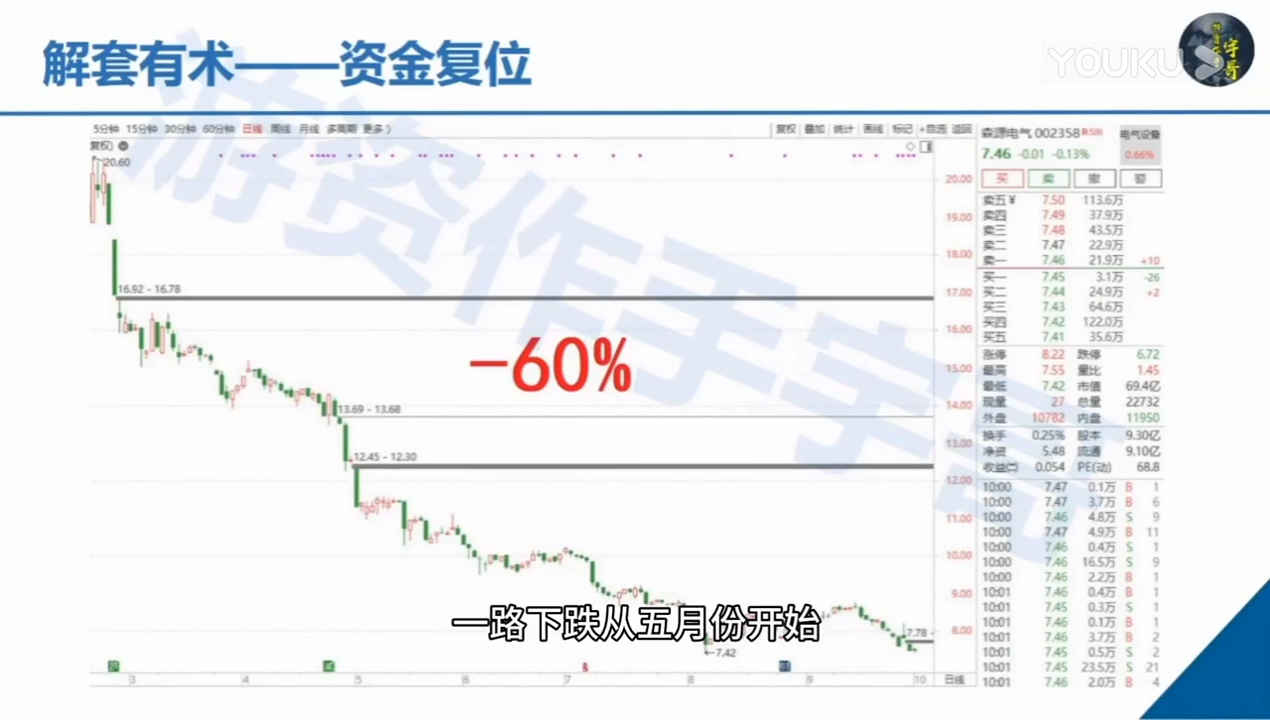 解套有术——资金复位
YOUKU
宇哥
5分钟 15分钟 30分钟 60分钟 日线 周线 月线 多周期 更多 〉
复权 叠加 统计 画线 标记 +自选 返回
复权)
20.60
16.92 - 16.78
-60%
13.69 - 13.68
12.45 - 12.30
7.78 -
←7.42
一路下跌从五月份开始
20.00
19.00
18.00
17.00
16.00
15.00
14.00
13.00
12.00
11.00
10.00
9.00
8.00
3 4 5 6 7 8 9 10 日线
森源电气 002358 R:500 电气设备
7.46 -0.01 -0.13% 0.66%
买 卖 撤 警
卖五 ¥ 7.50 113.6万
卖四 7.49 37.9万
卖三 7.48 43.5万
卖二 7.47 22.9万
卖一 7.46 21.9万 +10
买一 7.45 3.1万 -26
买二 7.44 24.9万 +2
买三 7.43 64.6万
买四 7.42 122.0万
买五 7.41 35.6万
涨停 8.22 跌停 6.72
最高 7.55 量比 1.45
最低 7.42 市值 69.4亿
现量 27 总量 22732
外盘 10782 内盘 11950
换手 0.25% 股本 9.30亿
净资 5.48 流通 9.10亿
收益(二) 0.054 PE(动) 68.8
10:00 7.47 0.1万 B 1
10:00 7.47 3.7万 B 6
10:00 7.46 4.8万 S 9
10:00 7.47 4.9万 B 11
10:00 7.46 0.4万 S 1
10:00 7.46 16.5万 S 9
10:00 7.46 2.2万 B 1
10:01 7.46 0.4万 B 1
10:01 7.45 0.3万 S 1
10:01 7.46 0.1万 B 1
10:01 7.46 3.7万 B 2
10:01 7.45 0.5万 S 2
10:01 7.45 23.5万 S 21
10:01 7.46 2.0万 B 4
游资作手宇哥